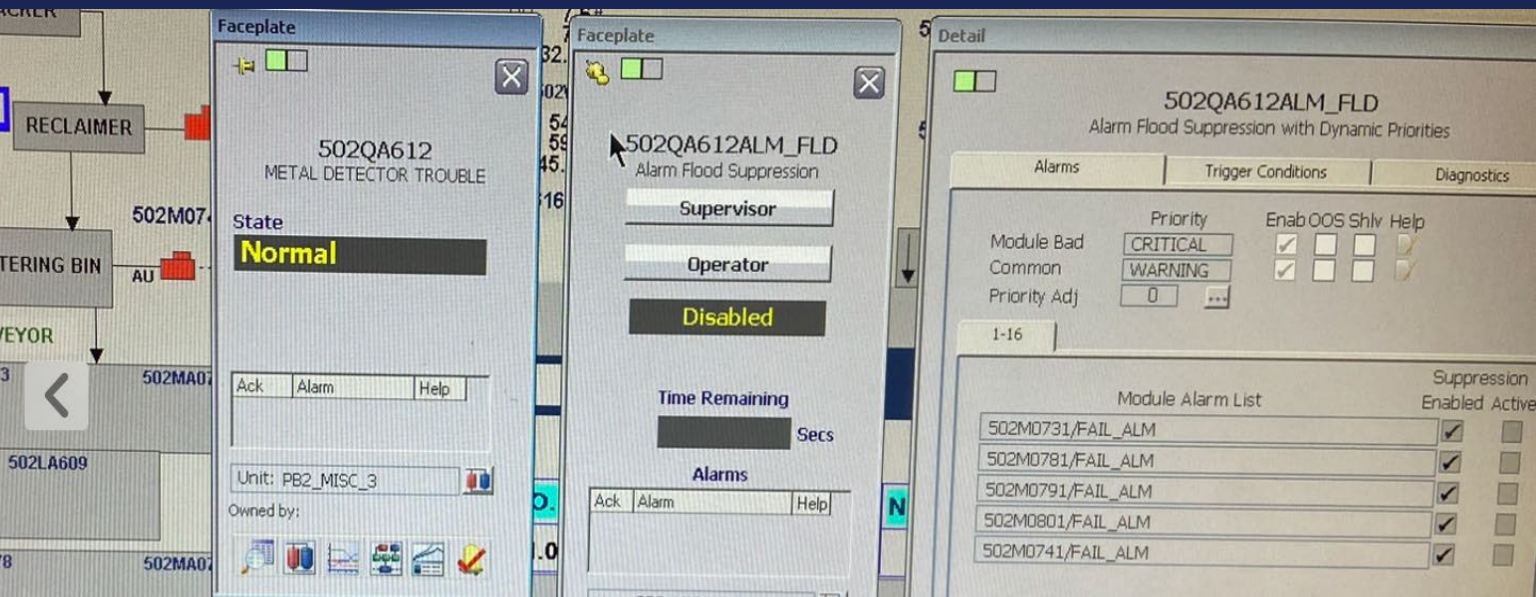 RECLAIMER
TERING BIN
AU
VEYOR
502LA609
Faceplate
502QA612
METAL DETECTOR TROUBLE
State
Normal
Ack Alarm Help
Unit: PB2_MISC_3
Owned by:
Faceplate
502QA612ALM_FLD
Alarm Flood Suppression
Supervisor
Operator
Disabled
Time Remaining
Secs
Alarms
Ack Alarm Help
N
Detail
502QA612ALM_FLD
Alarm Flood Suppression with Dynamic Priorities
Alarms Trigger Conditions Diagnostics
Priority Enab OOS Shlv Help
Module Bad CRITICAL
Common WARNING
Priority Adj 0 ...
1-16
Suppression
Module Alarm List Enabled Active
502M0731/FAIL_ALM
502M0781/FAIL_ALM
502M0791/FAIL_ALM
502M0801/FAIL_ALM
502M0741/FAIL_ALM